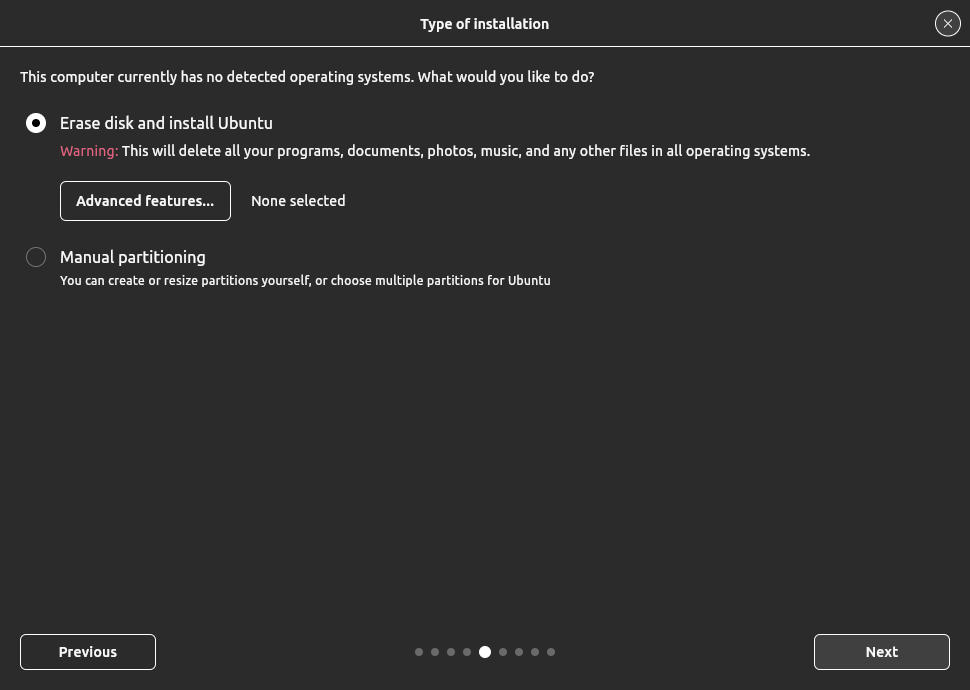 Type of installation
This computer currently has no detected operating systems. What would you like to do?
Erase disk and install Ubuntu
Warning: This will delete all your programs, documents, photos, music, and any other files in all operating systems.
Advanced features... None selected
Manual partitioning
You can create or resize partitions yourself, or choose multiple partitions for Ubuntu
Previous Next